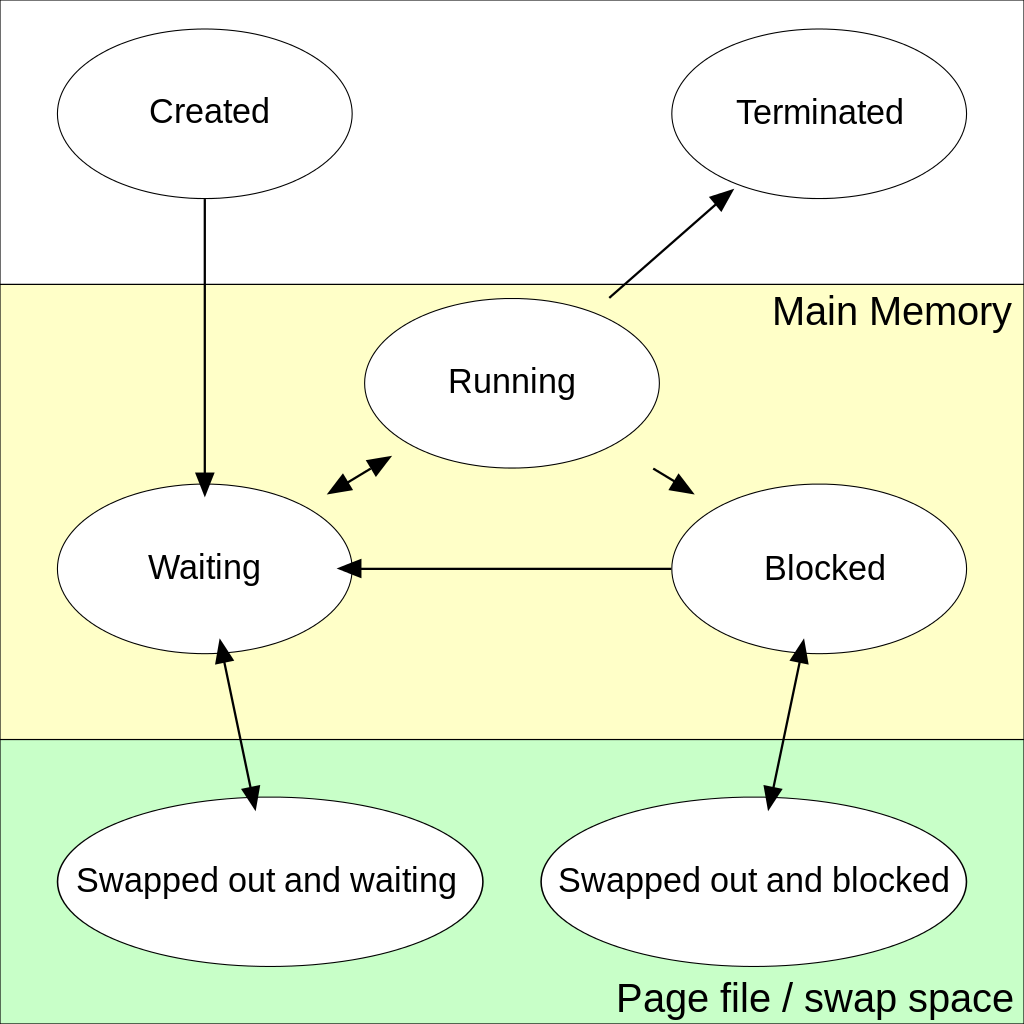 Created
Terminated
Main Memory
Running
Waiting
Blocked
Swapped out and waiting
Swapped out and blocked
Page file / swap space